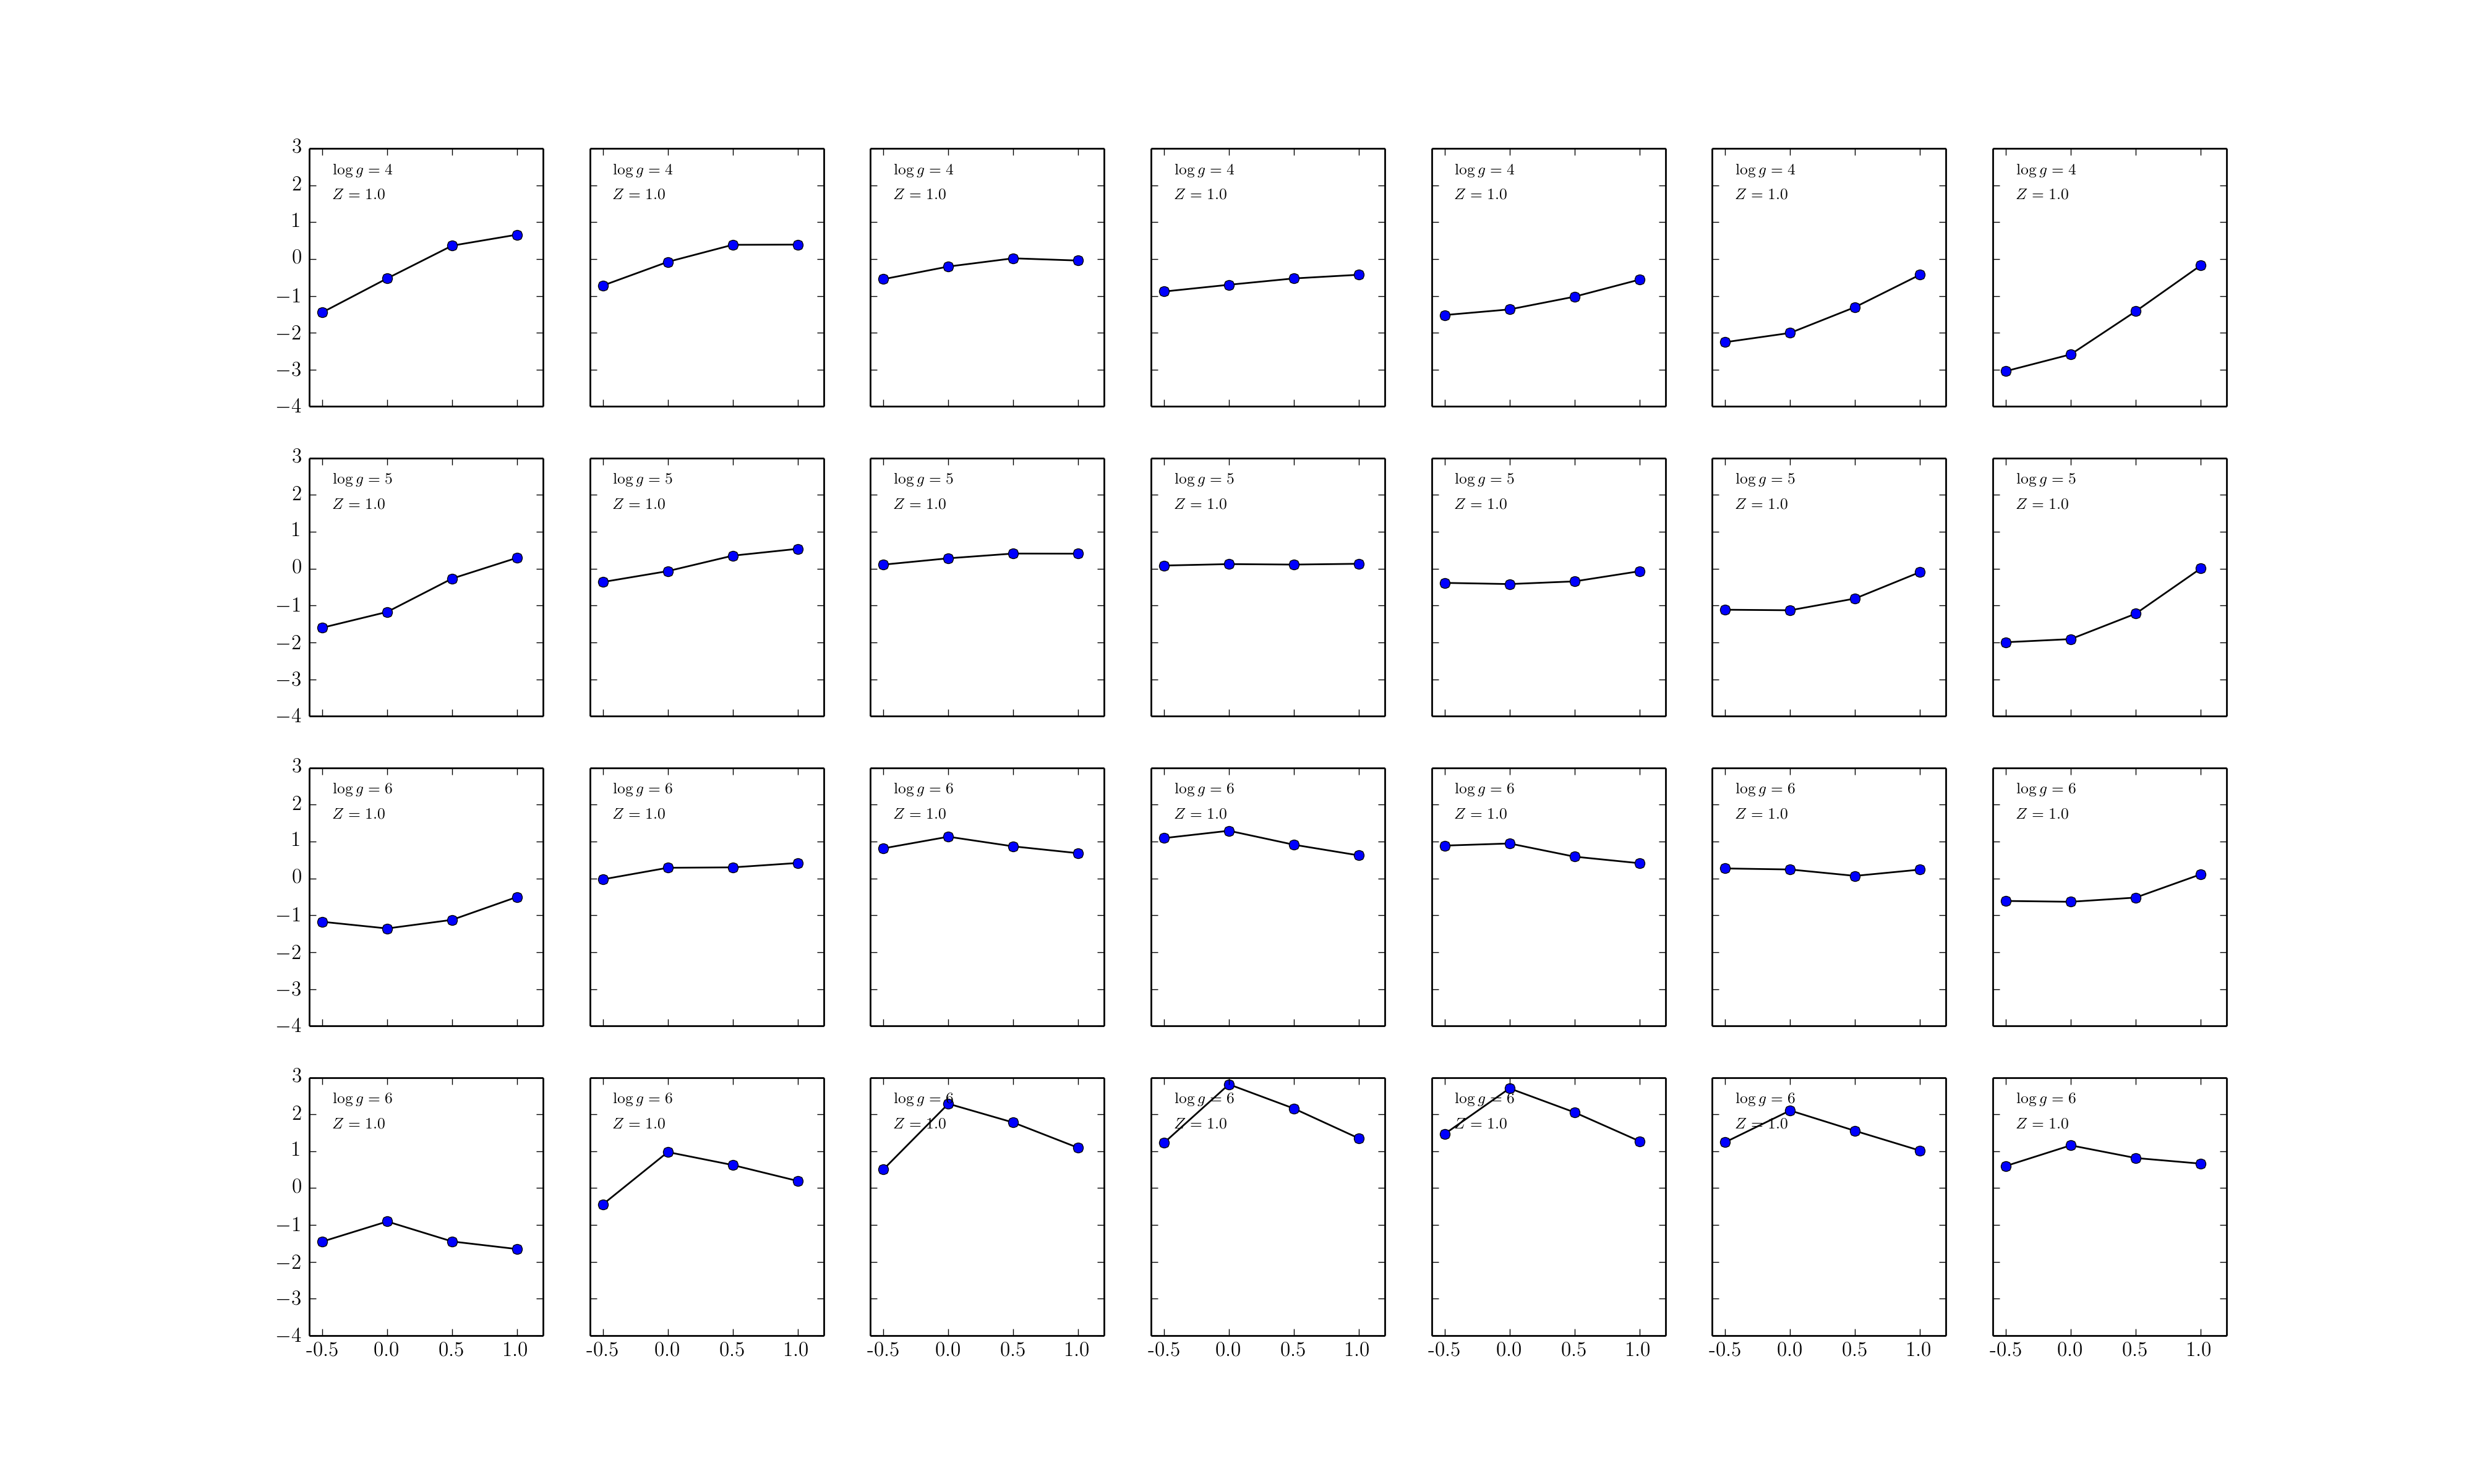 3
2
1
0
−1
−2
−3
−4
log g = 4
Z = 1.0
log g = 4
Z = 1.0
log g = 4
Z = 1.0
log g = 4
Z = 1.0
log g = 4
Z = 1.0
log g = 4
Z = 1.0
log g = 4
Z = 1.0
3
2
1
0
−1
−2
−3
−4
log g = 5
Z = 1.0
log g = 5
Z = 1.0
log g = 5
Z = 1.0
log g = 5
Z = 1.0
log g = 5
Z = 1.0
log g = 5
Z = 1.0
log g = 5
Z = 1.0
3
2
1
0
−1
−2
−3
−4
log g = 6
Z = 1.0
log g = 6
Z = 1.0
log g = 6
Z = 1.0
log g = 6
Z = 1.0
log g = 6
Z = 1.0
log g = 6
Z = 1.0
log g = 6
Z = 1.0
3
2
1
0
−1
−2
−3
−4
log g = 6
Z = 1.0
log g = 6
Z = 1.0
log g = 6
Z = 1.0
log g = 6
Z = 1.0
log g = 6
Z = 1.0
log g = 6
Z = 1.0
log g = 6
Z = 1.0
-0.5 0.0 0.5 1.0
-0.5 0.0 0.5 1.0
-0.5 0.0 0.5 1.0
-0.5 0.0 0.5 1.0
-0.5 0.0 0.5 1.0
-0.5 0.0 0.5 1.0
-0.5 0.0 0.5 1.0